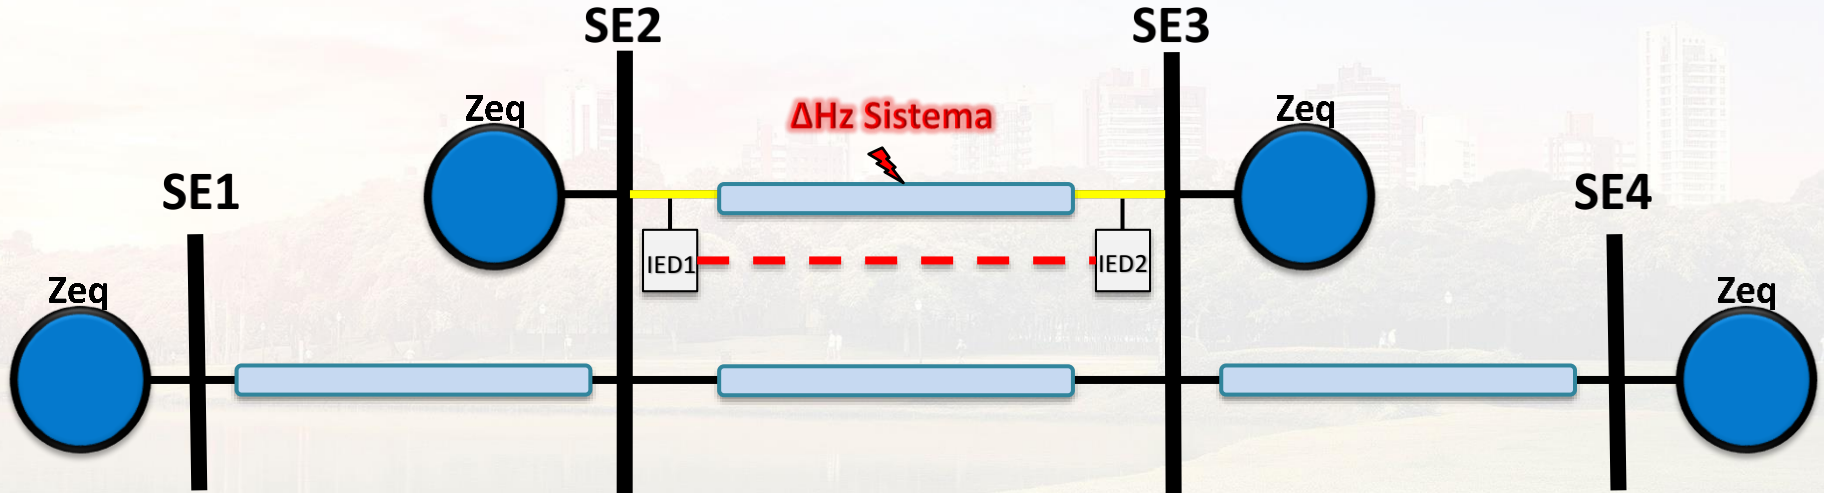 SE2
SE3
Zeq
ΔHz Sistema
Zeq
SE1
SE4
IED1
IED2
Zeq
Zeq